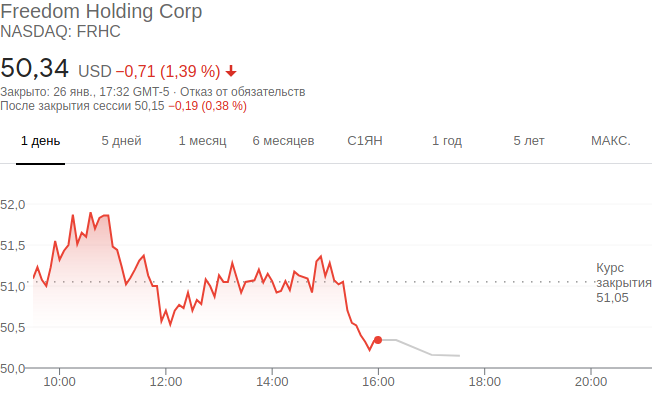 Freedom Holding Corp
NASDAQ: FRHC
50,34 USD −0,71 (1,39 %)
Закрыто: 26 янв., 17:32 GMT-5 · Отказ от обязательств
После закрытия сессии 50,15 −0,19 (0,38 %)
1 день 5 дней 1 месяц 6 месяцев С1ЯН 1 год 5 лет МАКС.
52,0
51,5
51,0
50,5
50,0
Курс
закрытия
51,05
10:00 12:00 14:00 16:00 18:00 20:00